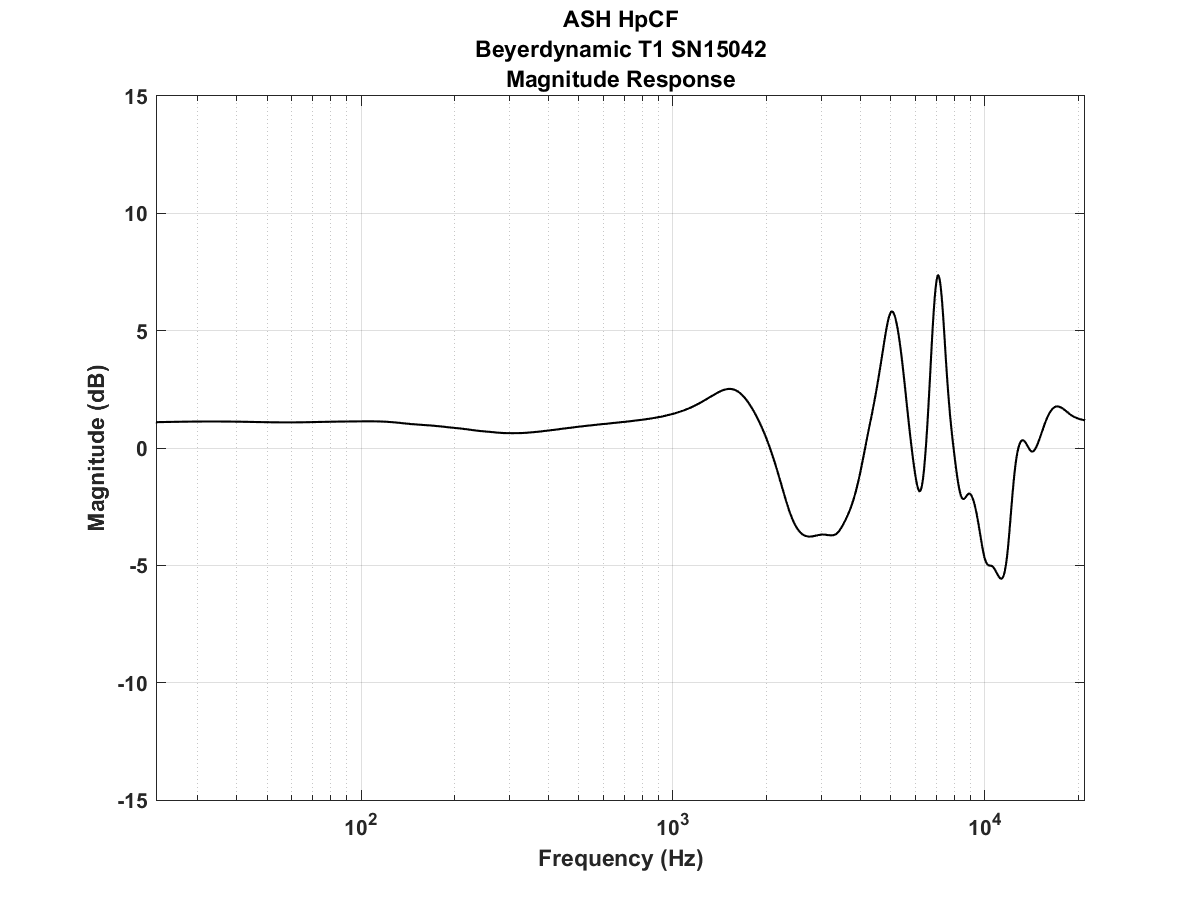 ASH HpCF
Beyerdynamic T1 SN15042
Magnitude Response
15
10
5
0
-5
-10
-15
Magnitude (dB)
10²
10³
10⁴
Frequency (Hz)